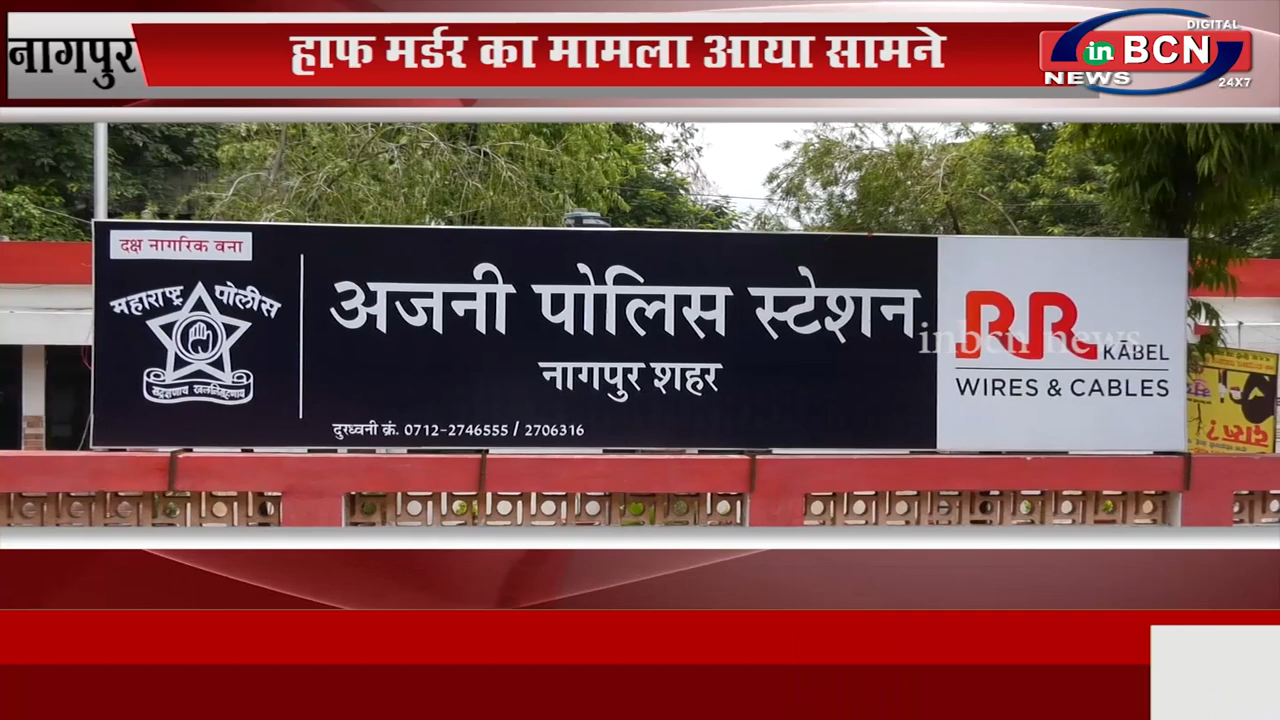 नागपुर
हाफ मर्डर का मामला आया सामने
DIGITAL
in BCN
NEWS
24X7
दक्ष नागरिक वना
महाराष्ट्र पोलीस
सद्रक्षणाय खलनिग्रहणाय
अजनी पोलिस स्टेशन
नागपुर शहर
दुरध्वनी क्रं. 0712-2746555 / 2706316
inbcn news
RR
KĀBEL
WIRES & CABLES